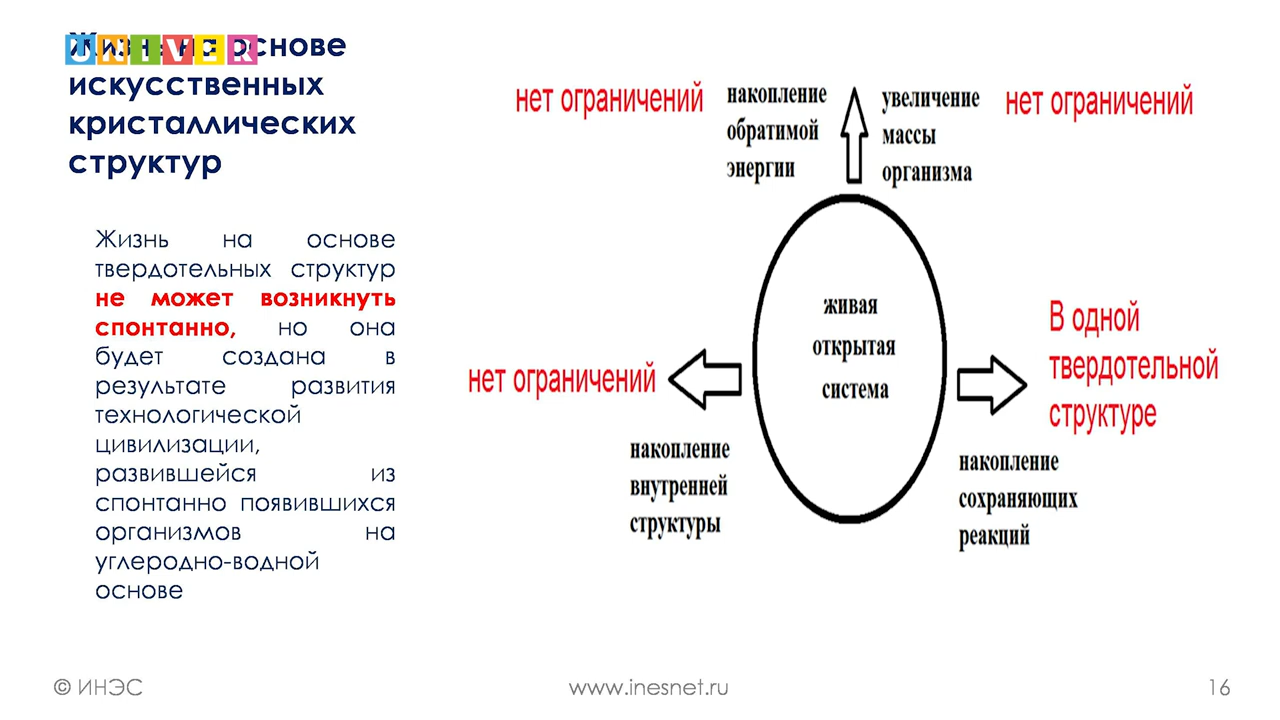 UNIVER
Жизнь на основе
искусственных
кристаллических
структур
Жизнь на основе
твердотельных структур
не может возникнуть
спонтанно, но она
будет создана в
результате развития
технологической
цивилизации,
развившейся из
спонтанно появившихся
организмов на
углеродно-водной
основе
нет ограничений
накопление
обратимой
энергии
увеличение
массы
организма
нет ограничений
живая
открытая
система
нет ограничений
накопление
внутренней
структуры
В одной
твердотельной
структуре
накопление
сохраняющих
реакций
© ИНЭС
www.inesnet.ru
16